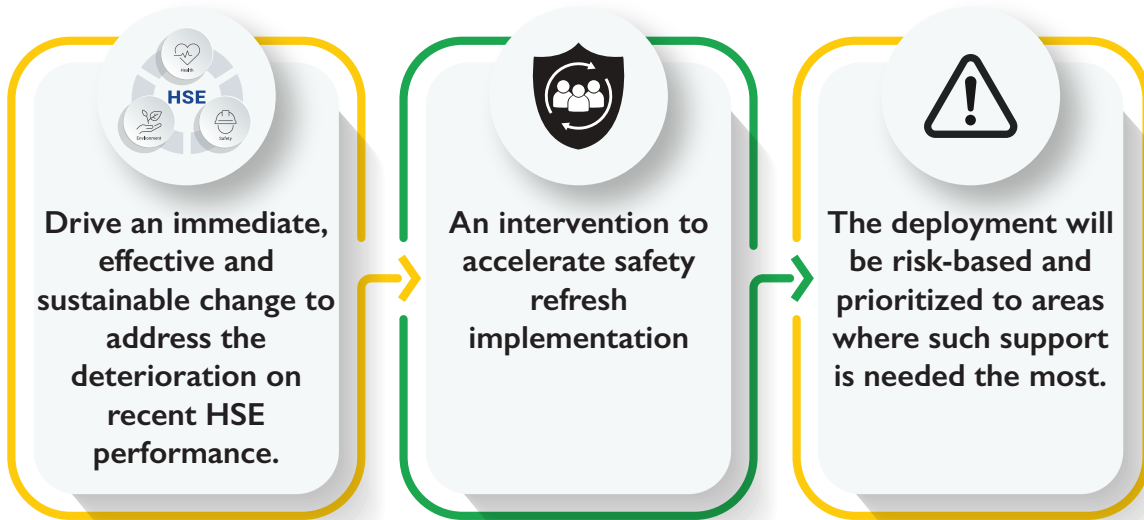 Health
HSE
Environment
Safety
Drive an immediate,
effective and
sustainable change to
address the
deterioration on
recent HSE
performance.
An intervention to
accelerate safety
refresh
implementation
The deployment will
be risk-based and
prioritized to areas
where such support
is needed the most.